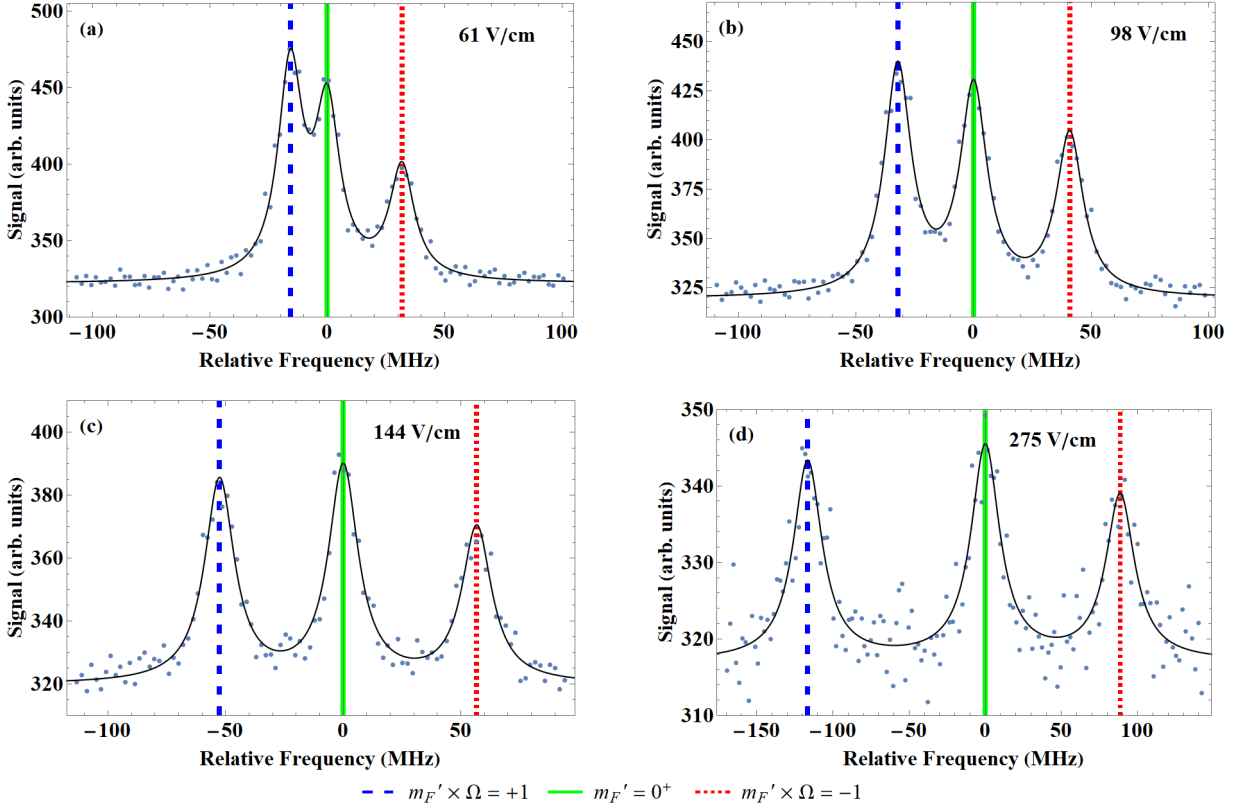 (a)
61 V/cm
500
450
400
350
300
Signal (arb. units)
−100
−50
0
50
100
Relative Frequency (MHz)
(b)
98 V/cm
450
425
400
375
350
325
Signal (arb. units)
−100
−50
0
50
100
Relative Frequency (MHz)
(c)
144 V/cm
400
380
360
340
320
Signal (arb. units)
−100
−50
0
50
Relative Frequency (MHz)
(d)
275 V/cm
350
340
330
320
310
Signal (arb. units)
−150
−100
−50
0
50
100
Relative Frequency (MHz)
m_F′ × Ω = +1
m_F′ = 0⁺
m_F′ × Ω = −1